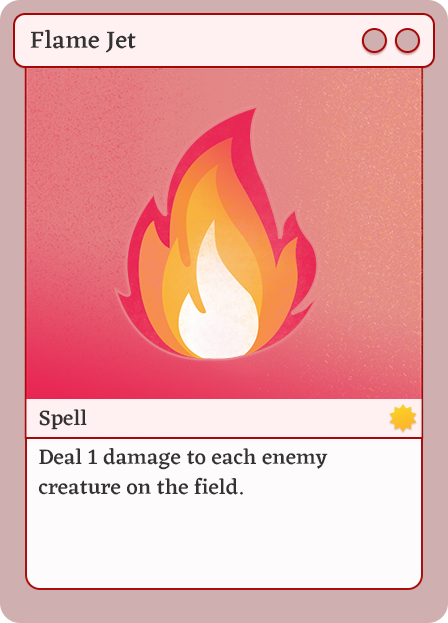 Flame Jet
Spell
Deal 1 damage to each enemy
creature on the field.